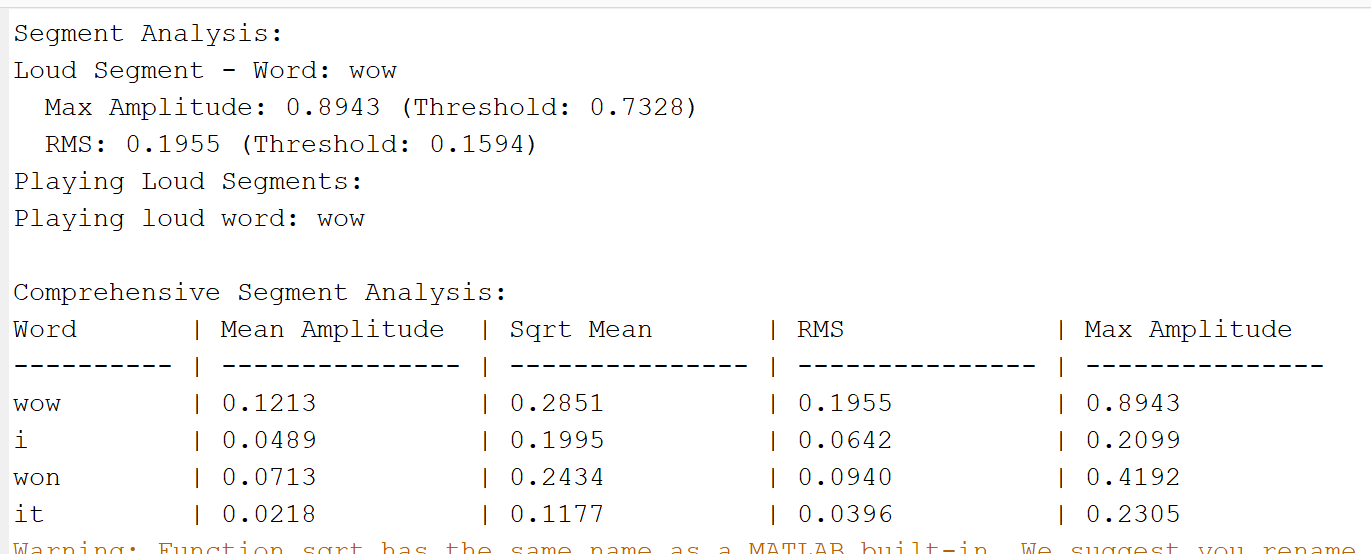 Segment Analysis:
Loud Segment - Word: wow
  Max Amplitude: 0.8943 (Threshold: 0.7328)
  RMS: 0.1955 (Threshold: 0.1594)
Playing Loud Segments:
Playing loud word: wow
Comprehensive Segment Analysis:
Word       | Mean Amplitude  | Sqrt Mean       | RMS             | Max Amplitude
---------- | --------------- | --------------- | --------------- | ---------------
wow        | 0.1213          | 0.2851          | 0.1955          | 0.8943
i          | 0.0489          | 0.1995          | 0.0642          | 0.2099
won        | 0.0713          | 0.2434          | 0.0940          | 0.4192
it         | 0.0218          | 0.1177          | 0.0396          | 0.2305
Warning: Function sqrt has the same name as a MATLAB built-in. We suggest you rename